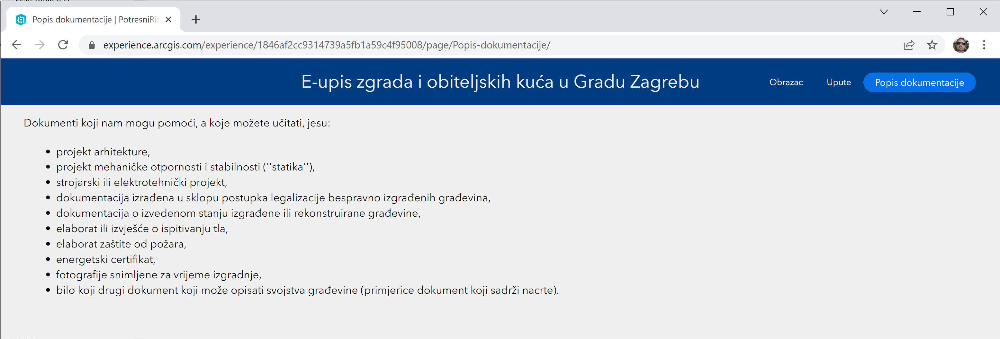 Popis dokumentacije | PotresniRiz
experience.arcgis.com/experience/1846af2cc9314739a5fb1a59c4f95008/page/Popis-dokumentacije/
E-upis zgrada i obiteljskih kuća u Gradu Zagrebu
Obrazac
Upute
Popis dokumentacije
Dokumenti koji nam mogu pomoći, a koje možete učitati, jesu:
• projekt arhitekture,
• projekt mehaničke otpornosti i stabilnosti (''statika''),
• strojarski ili elektrotehnički projekt,
• dokumentacija izrađena u sklopu postupka legalizacije bespravno izgrađenih građevina,
• dokumentacija o izvedenom stanju izgrađene ili rekonstruirane građevine,
• elaborat ili izvješće o ispitivanju tla,
• elaborat zaštite od požara,
• energetski certifikat,
• fotografije snimljene za vrijeme izgradnje,
• bilo koji drugi dokument koji može opisati svojstva građevine (primjerice dokument koji sadrži nacrte).